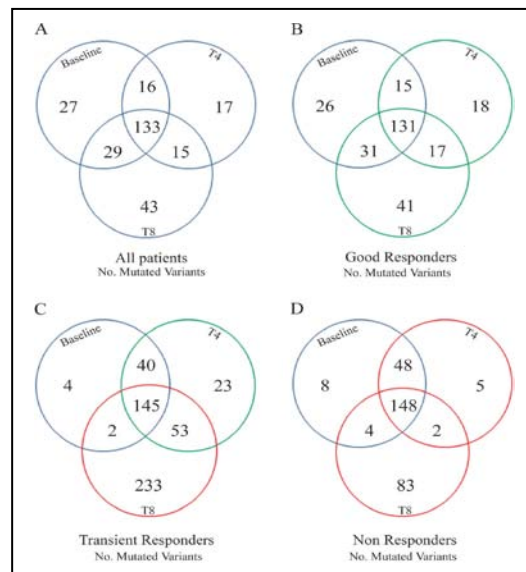 A
Baseline
T4
16
27
17
133
29
15
43
T8
All patients
No. Mutated Variants
B
Baseline
T4
15
26
18
131
31
17
41
T8
Good Responders
No. Mutated Variants
C
Baseline
T4
40
4
23
145
2
53
233
T8
Transient Responders
No. Mutated Variants
D
Baseline
T4
48
8
5
148
4
2
83
T8
Non Responders
No. Mutated Variants